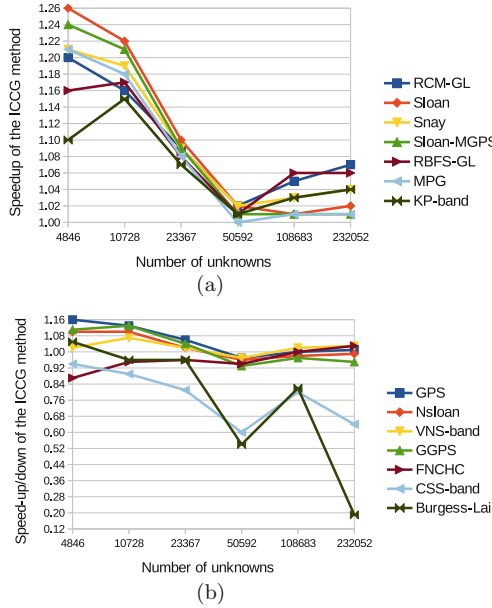 1.26
1.24
1.22
1.20
1.18
1.16
1.14
1.12
1.10
1.08
1.06
1.04
1.02
1.00
Speedup of the ICCG method
4846 10728 23367 50592 108683 232052
Number of unknowns
RCM-GL
Sloan
Snay
Sloan-MGPS
RBFS-GL
MPG
KP-band
(a)
1.16
1.08
1.00
0.92
0.84
0.76
0.68
0.60
0.52
0.44
0.36
0.28
0.20
0.12
Speed-up/down of the ICCG method
4846 10728 23367 50592 108683 232052
Number of unknowns
GPS
Nsloan
VNS-band
GGPS
FNCHC
CSS-band
Burgess-Lai
(b)